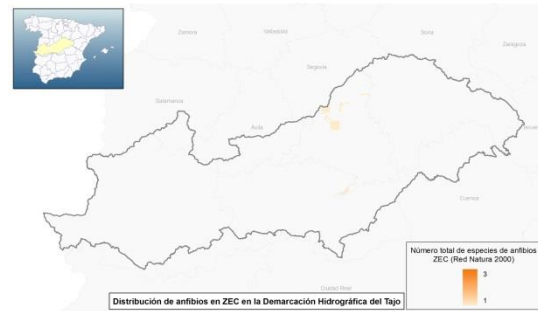 Zamora
Valladolid
Soria
Zaragoza
Segovia
Salamanca
Ávila
Teruel
Cuenca
Ciudad Real
Número total de especies de anfibios
ZEC (Red Natura 2000)
3
1
Distribución de anfibios en ZEC en la Demarcación Hidrográfica del Tajo